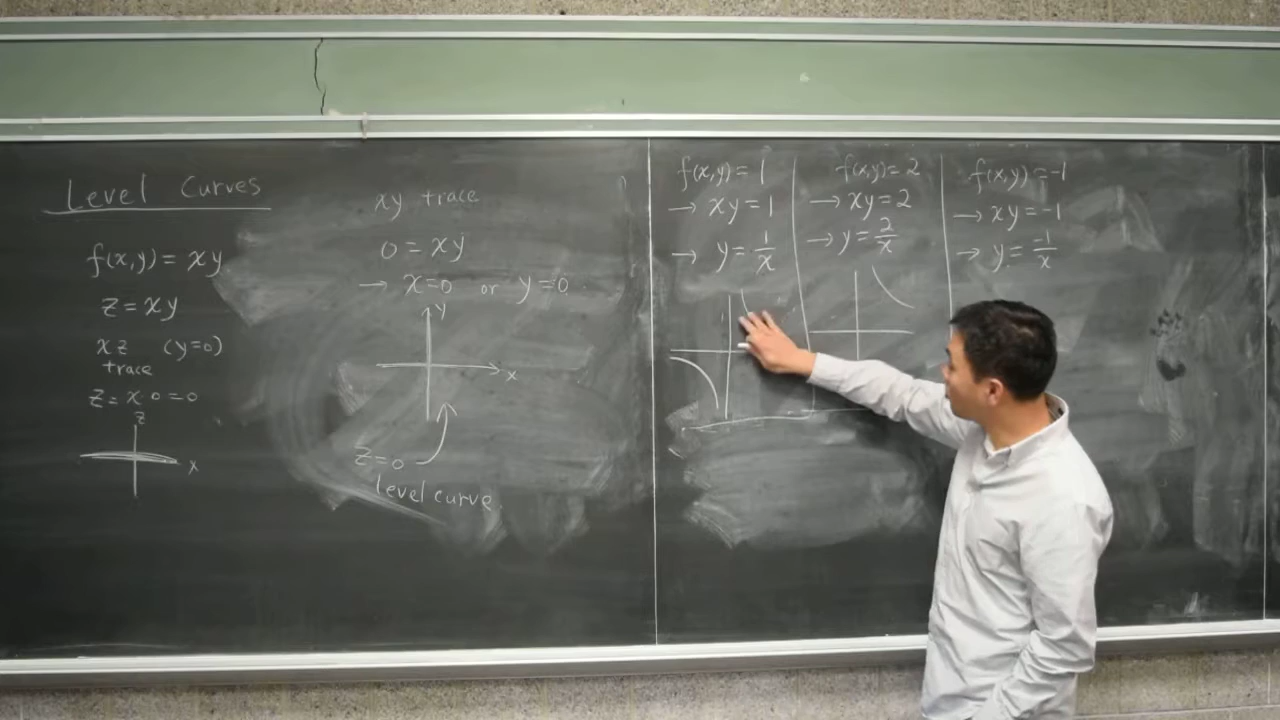 Level Curves
f(x,y) = xy
z = xy
xz (y=0)
trace
z = x·0 = 0
z
x
xy trace
0 = xy
→ x=0 or y=0
y
x
z=0
level curve
f(x,y) = 1
→ xy = 1
→ y = 1/x
f(x,y) = 2
→ xy = 2
→ y = 2/x
f(x,y) = -1
→ xy = -1
→ y = -1/x